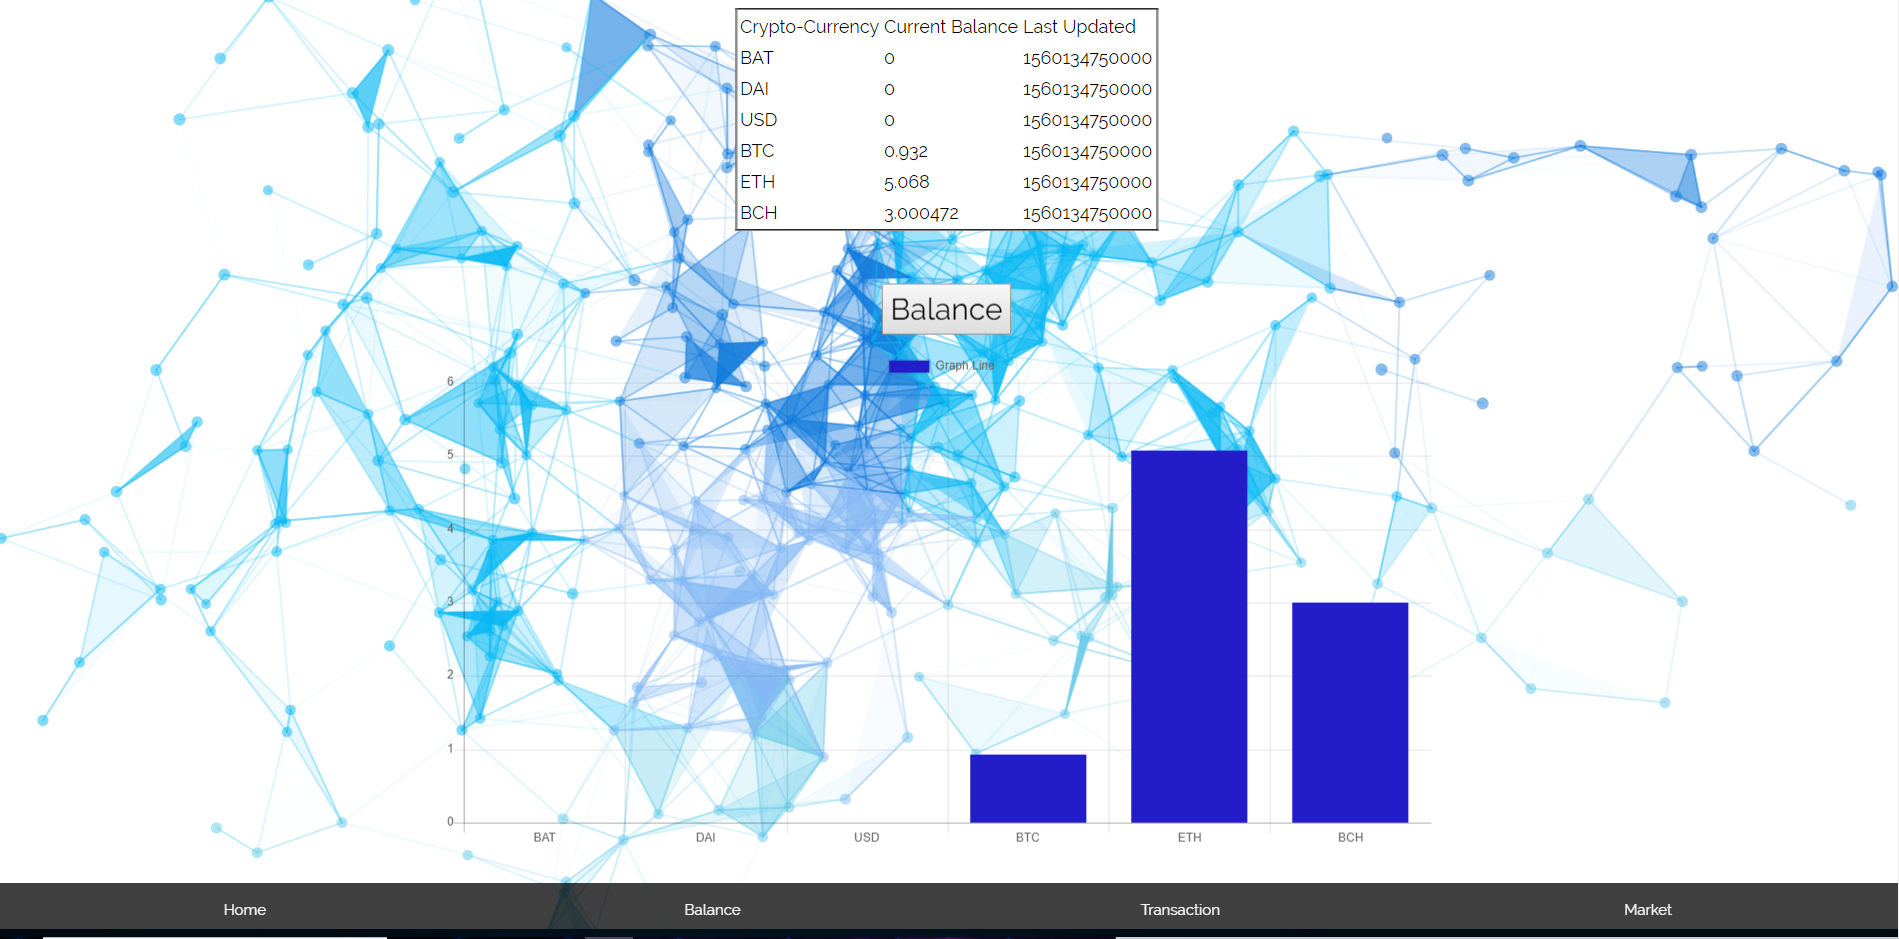 Crypto-Currency Current Balance Last Updated
BAT 0 1560134750000
DAI 0 1560134750000
USD 0 1560134750000
BTC 0.932 1560134750000
ETH 5.068 1560134750000
BCH 3.000472 1560134750000
Balance
Graph Line
6
5
4
3
2
1
0
BAT DAI USD BTC ETH BCH
Home Balance Transaction Market